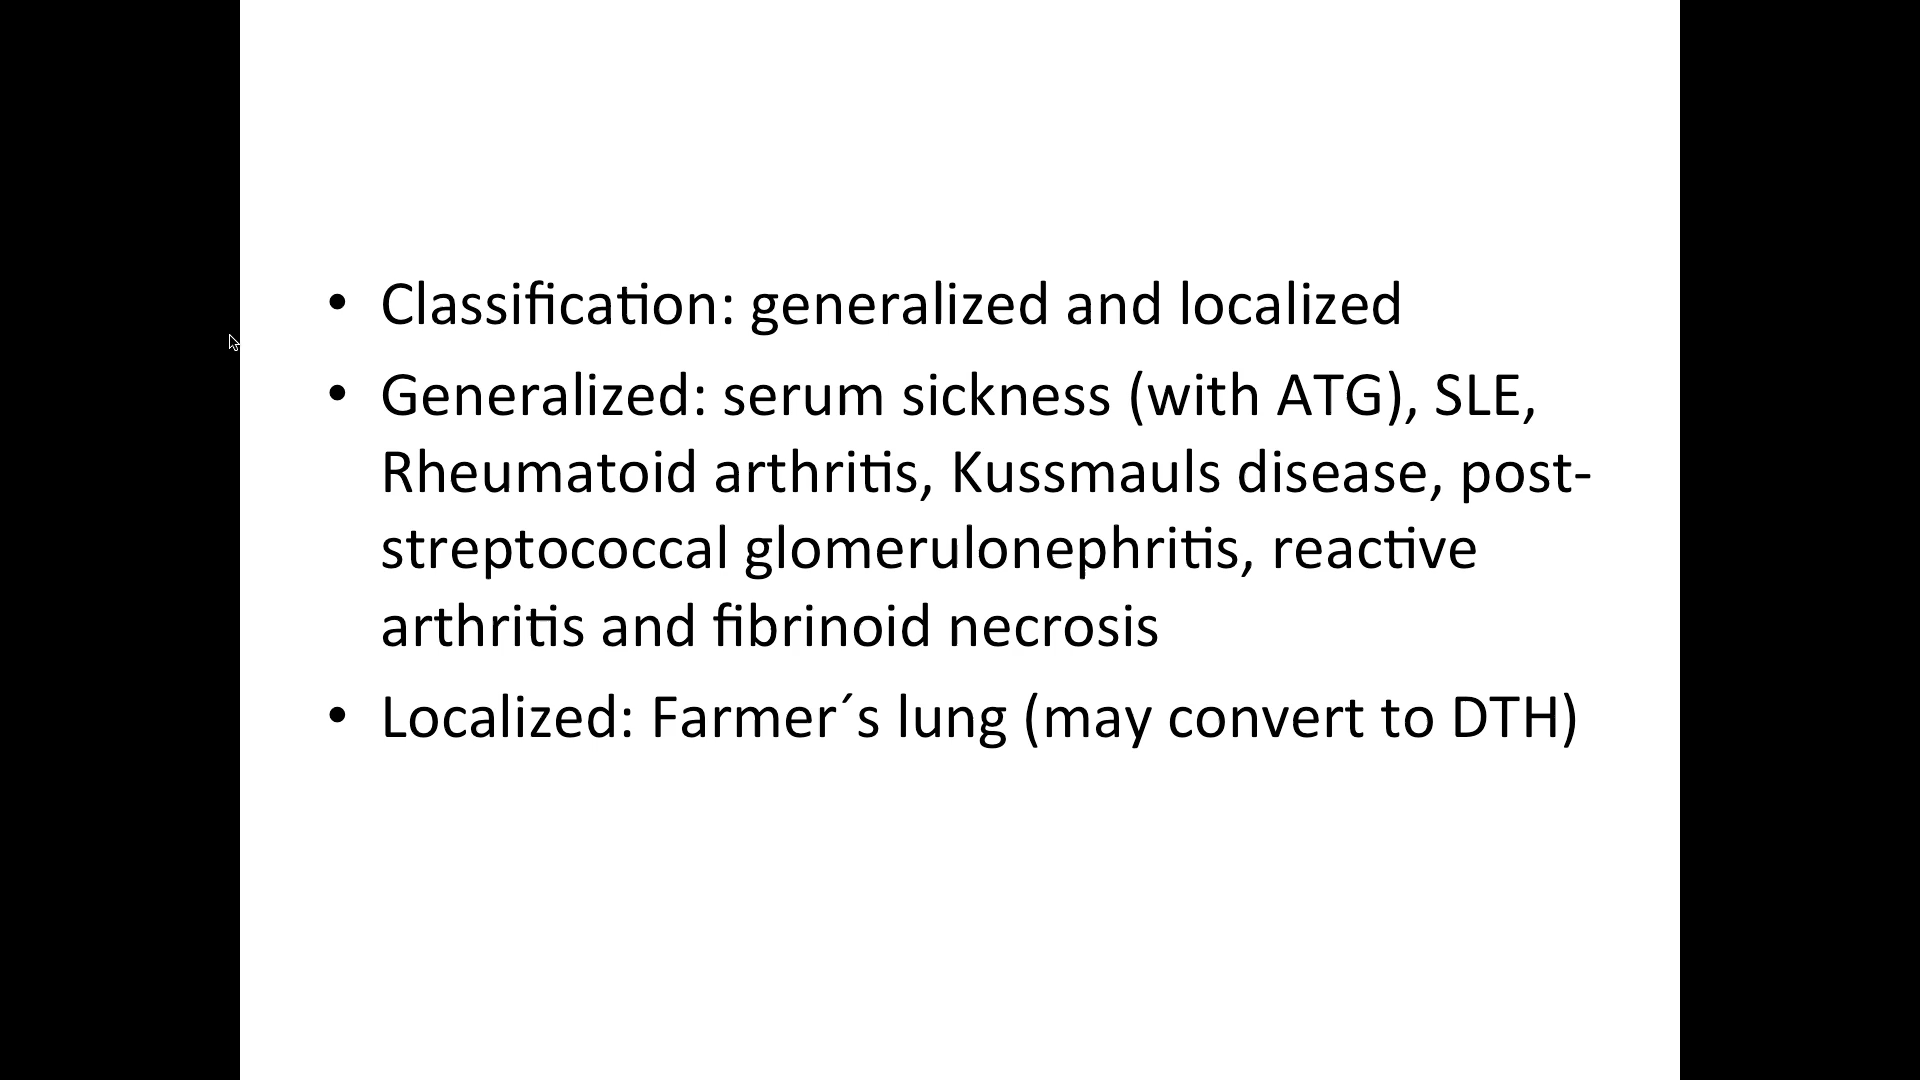 • Classification: generalized and localized
• Generalized: serum sickness (with ATG), SLE,
Rheumatoid arthritis, Kussmauls disease, post-
streptococcal glomerulonephritis, reactive
arthritis and fibrinoid necrosis
• Localized: Farmer´s lung (may convert to DTH)